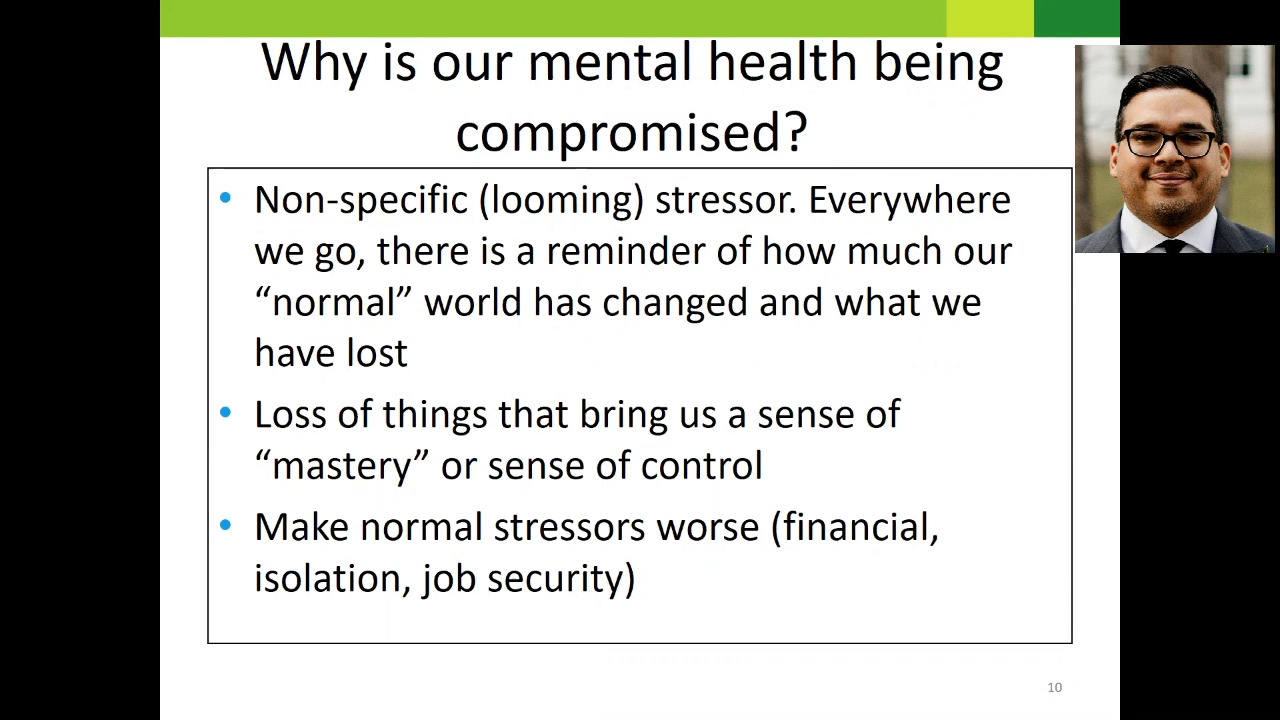 Why is our mental health being
compromised?
• Non-specific (looming) stressor. Everywhere
we go, there is a reminder of how much our
“normal” world has changed and what we
have lost
• Loss of things that bring us a sense of
“mastery” or sense of control
• Make normal stressors worse (financial,
isolation, job security)
10